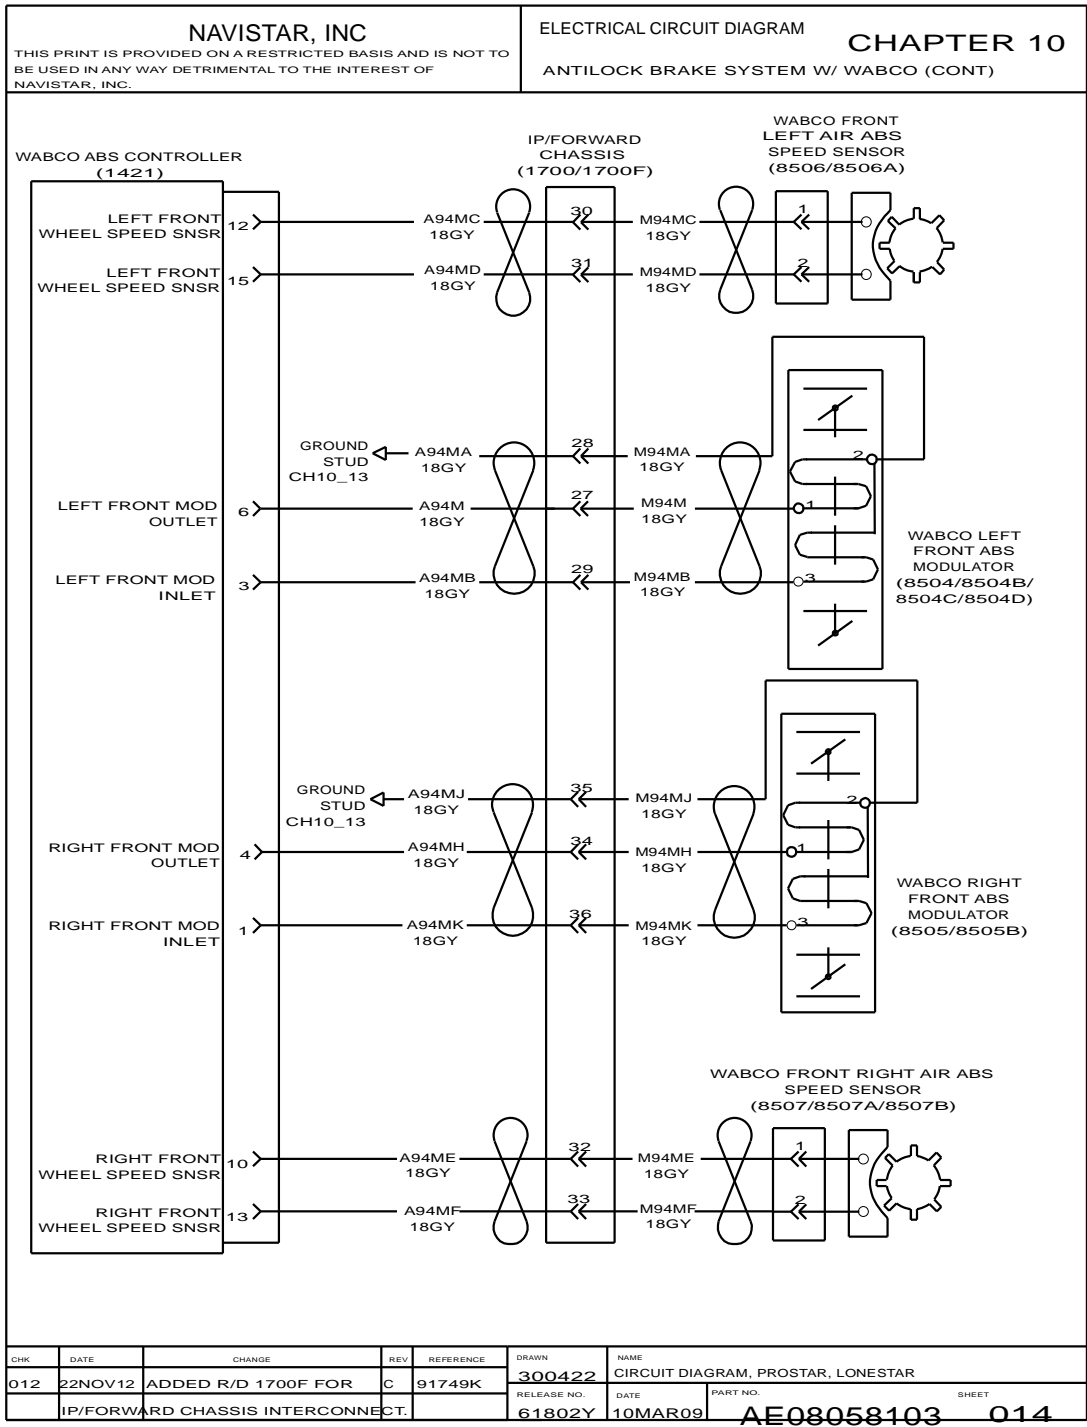 NAVISTAR, INC
THIS PRINT IS PROVIDED ON A RESTRICTED BASIS AND IS NOT TO
BE USED IN ANY WAY DETRIMENTAL TO THE INTEREST OF
NAVISTAR, INC.
ELECTRICAL CIRCUIT DIAGRAM
CHAPTER 10
ANTILOCK BRAKE SYSTEM W/ WABCO (CONT)
WABCO ABS CONTROLLER
(1421)
IP/FORWARD
CHASSIS
(1700/1700F)
WABCO FRONT
LEFT AIR ABS
SPEED SENSOR
(8506/8506A)
LEFT FRONT
WHEEL SPEED SNSR
12
A94MC
18GY
30
M94MC
18GY
1
LEFT FRONT
WHEEL SPEED SNSR
15
A94MD
18GY
31
M94MD
18GY
2
GROUND
STUD
CH10_13
A94MA
18GY
28
M94MA
18GY
2
LEFT FRONT MOD
OUTLET
6
A94M
18GY
27
M94M
18GY
1
LEFT FRONT MOD
INLET
3
A94MB
18GY
29
M94MB
18GY
3
WABCO LEFT
FRONT ABS
MODULATOR
(8504/8504B/
8504C/8504D)
GROUND
STUD
CH10_13
A94MJ
18GY
35
M94MJ
18GY
2
RIGHT FRONT MOD
OUTLET
4
A94MH
18GY
34
M94MH
18GY
1
RIGHT FRONT MOD
INLET
1
A94MK
18GY
36
M94MK
18GY
3
WABCO RIGHT
FRONT ABS
MODULATOR
(8505/8505B)
WABCO FRONT RIGHT AIR ABS
SPEED SENSOR
(8507/8507A/8507B)
RIGHT FRONT
WHEEL SPEED SNSR
10
A94ME
18GY
32
M94ME
18GY
1
RIGHT FRONT
WHEEL SPEED SNSR
13
A94MF
18GY
33
M94MF
18GY
2
CHK DATE CHANGE REV REFERENCE
012 22NOV12 ADDED R/D 1700F FOR C 91749K
IP/FORWARD CHASSIS INTERCONNECT.
DRAWN
300422
NAME
CIRCUIT DIAGRAM, PROSTAR, LONESTAR
RELEASE NO.
61802Y
DATE
10MAR09
PART NO.
AE08058103
SHEET
014